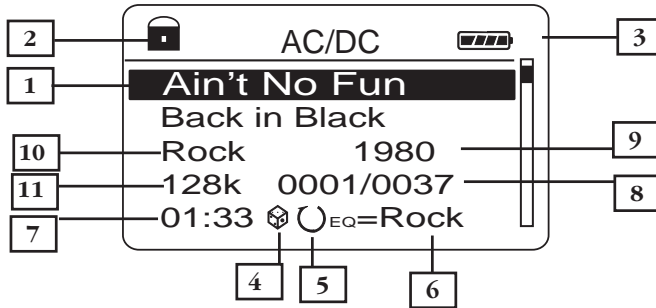 2 AC/DC 3
1 Ain't No Fun
Back in Black
10 Rock 1980 9
11 128k 0001/0037 8
7 01:33 EQ=Rock
4 5 6